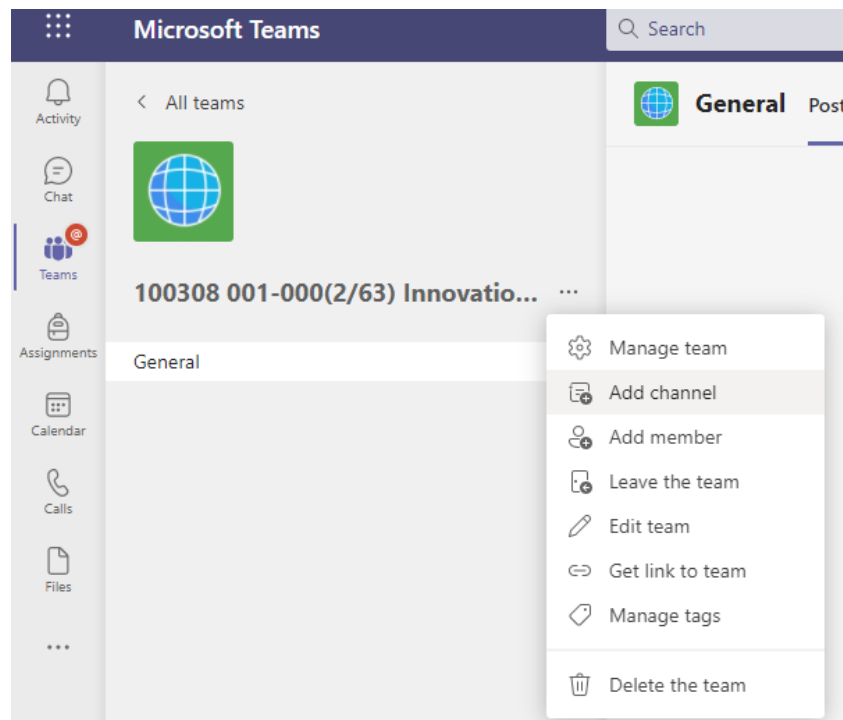 Microsoft Teams
Search
Activity
Chat
@
Teams
Assignments
Calendar
Calls
Files
All teams
100308 001-000(2/63) Innovatio...
General
General
Post
Manage team
Add channel
Add member
Leave the team
Edit team
Get link to team
Manage tags
Delete the team